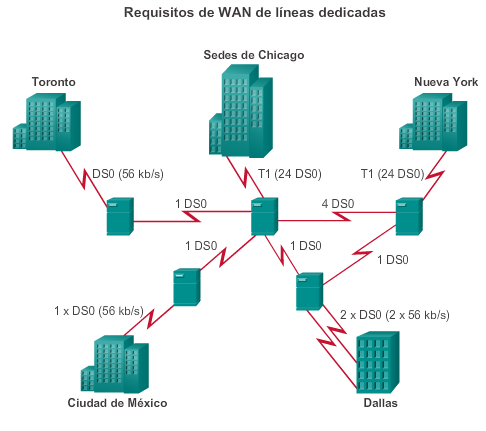 Requisitos de WAN de líneas dedicadas
Sedes de Chicago
Toronto
Nueva York
DS0 (56 kb/s)
T1 (24 DS0)
T1 (24 DS0)
1 DS0
4 DS0
1 DS0
1 DS0
1 DS0
1 x DS0 (56 kb/s)
2 x DS0 (2 x 56 kb/s)
Ciudad de México
Dallas